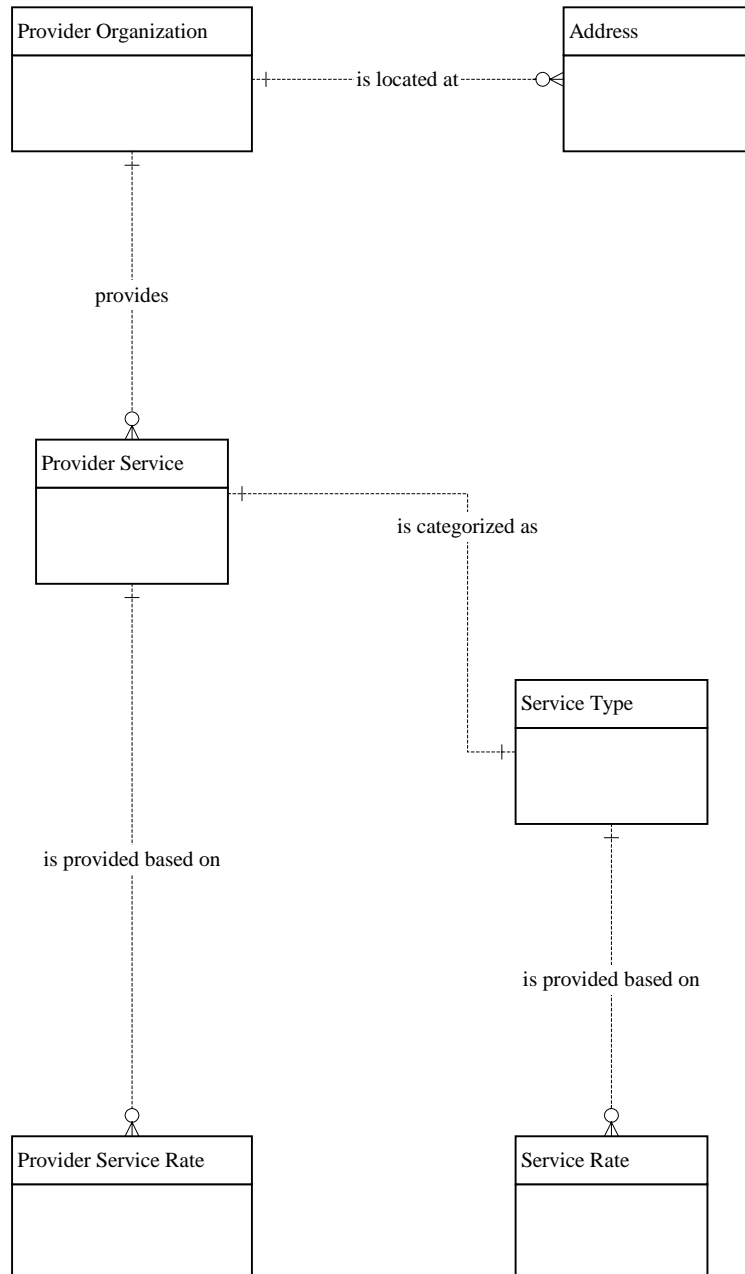 Provider Organization
Address
is located at
provides
Provider Service
is categorized as
Service Type
is provided based on
is provided based on
Provider Service Rate
Service Rate